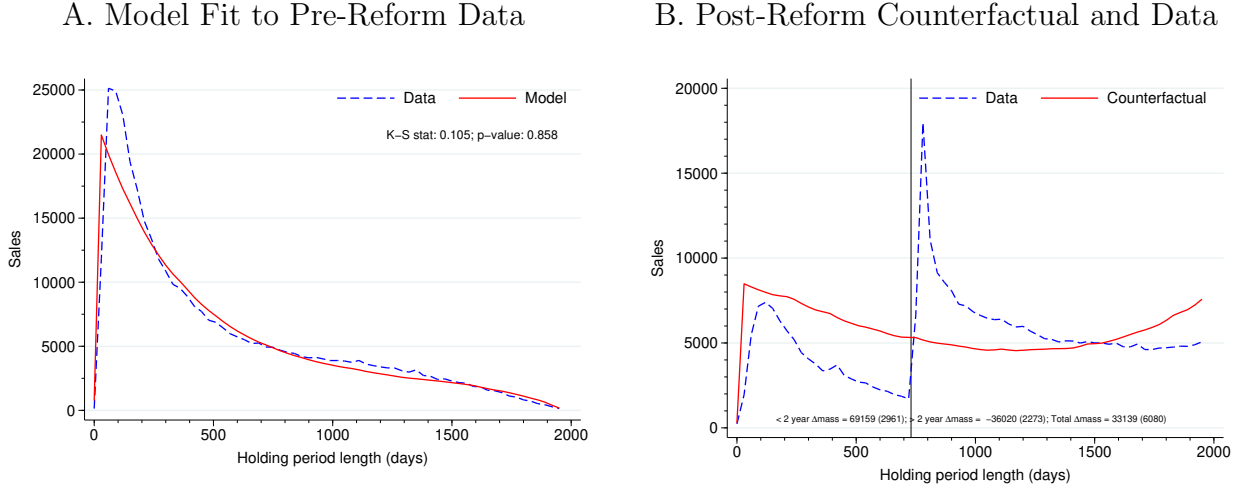 A. Model Fit to Pre-Reform Data
25000
20000
15000
10000
5000
0
Sales
0 500 1000 1500 2000
Holding period length (days)
Data Model
K−S stat: 0.105; p−value: 0.858
B. Post-Reform Counterfactual and Data
20000
15000
10000
5000
0
Sales
0 500 1000 1500 2000
Holding period length (days)
Data Counterfactual
< 2 year Δmass = 69159 (2961); > 2 year Δmass = −36020 (2273); Total Δmass = 33139 (6080)